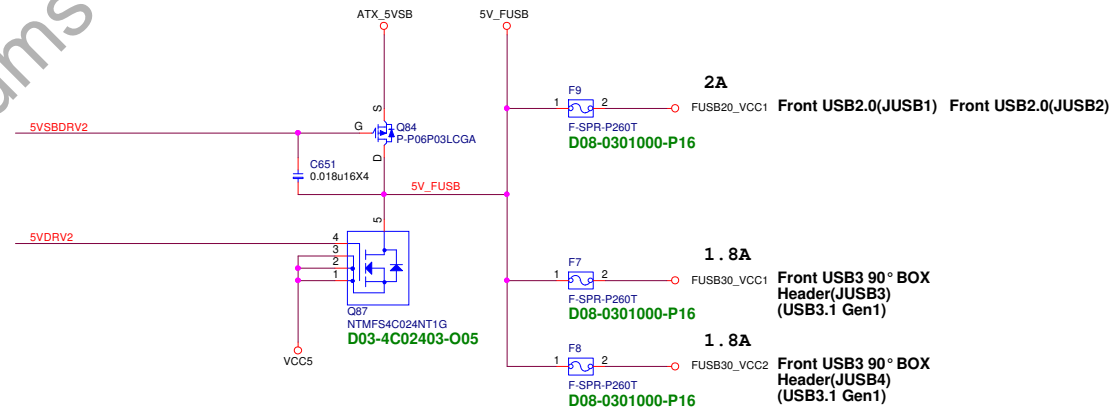 ams
ATX_5VSB
5V_FUSB
5VSBDRV2
S
G
D
Q84
P-P06P03LCGA
C651
0.018u16X4
5V_FUSB
5VDRV2
5
4
3
2
1
Q87
NTMFS4C024NT1G
D03-4C02403-O05
VCC5
2A
F9
1 2
FUSB20_VCC1 Front USB2.0(JUSB1) Front USB2.0(JUSB2)
F-SPR-P260T
D08-0301000-P16
1.8A
F7
1 2
FUSB30_VCC1 Front USB3 90° BOX
Header(JUSB3)
(USB3.1 Gen1)
F-SPR-P260T
D08-0301000-P16
1.8A
F8
1 2
FUSB30_VCC2 Front USB3 90° BOX
Header(JUSB4)
(USB3.1 Gen1)
F-SPR-P260T
D08-0301000-P16